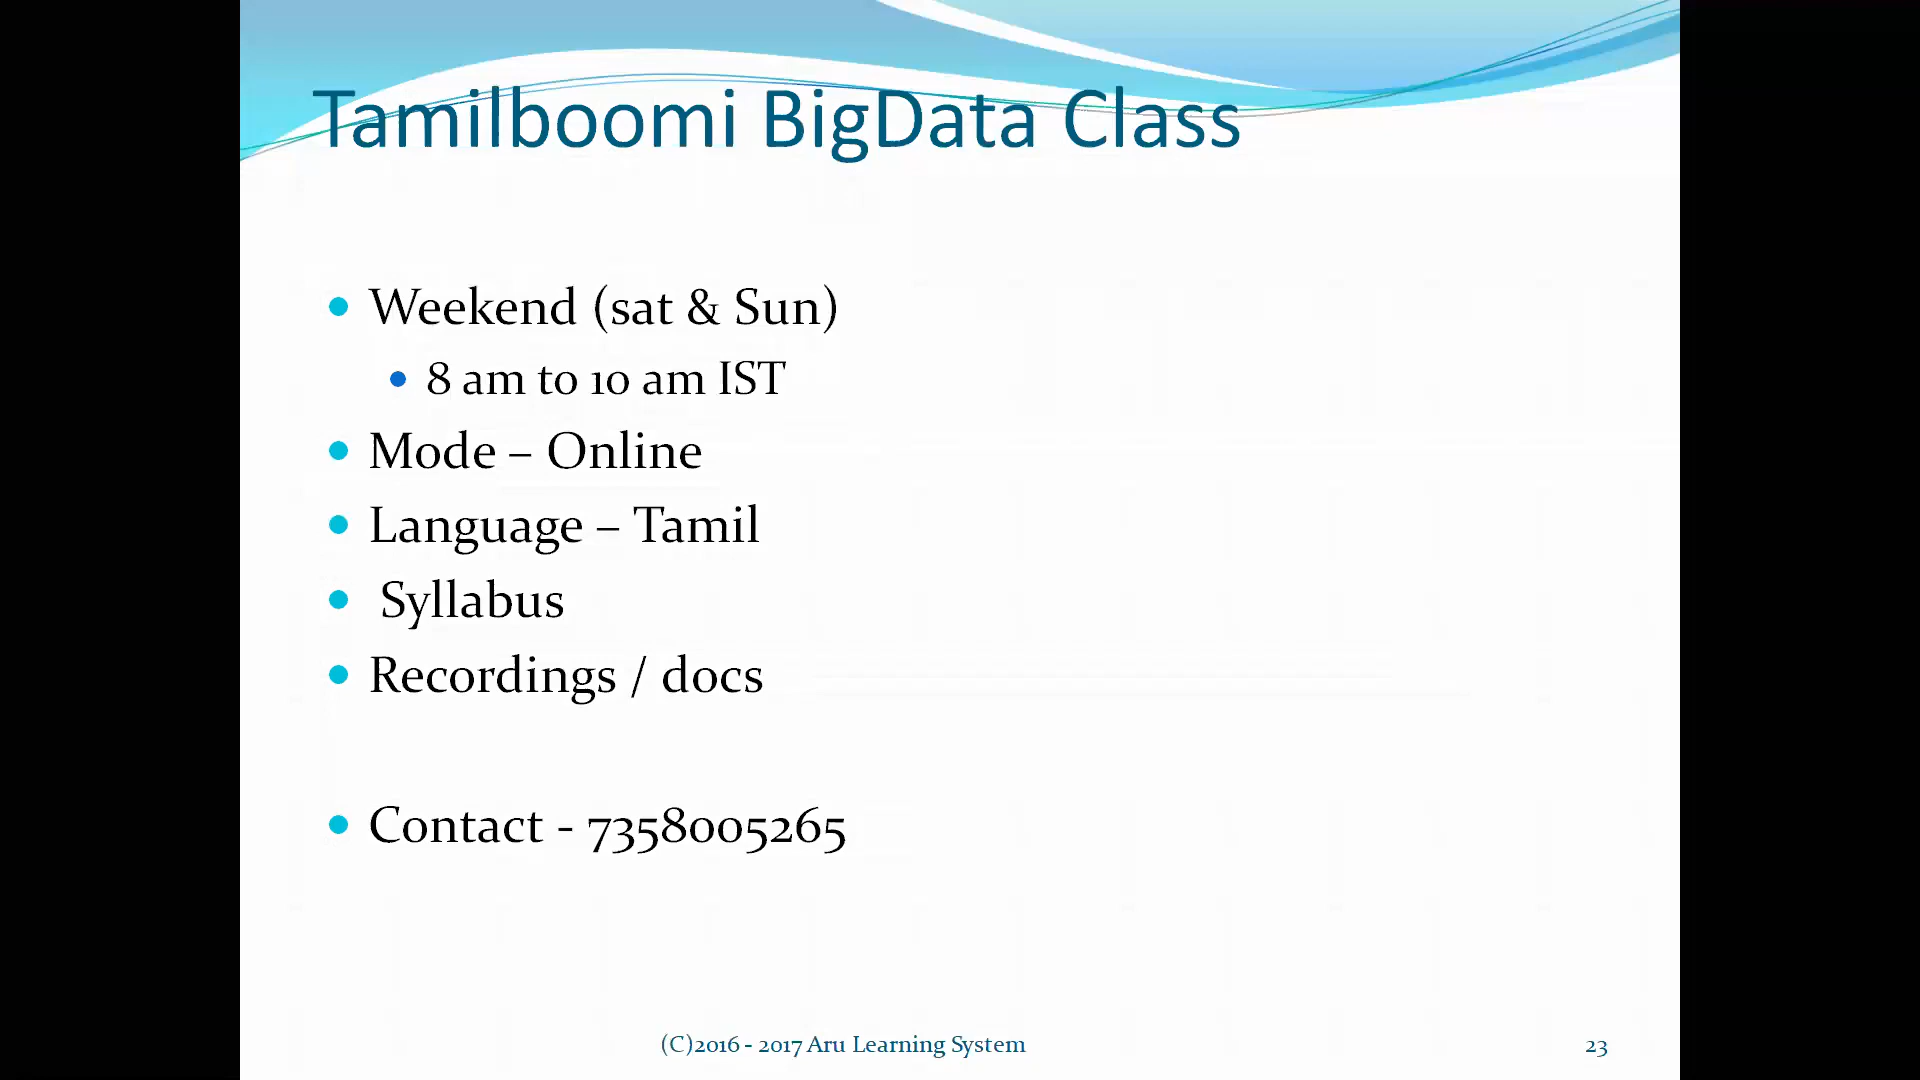 Tamilboomi BigData Class
Weekend (sat & Sun)
8 am to 10 am IST
Mode – Online
Language – Tamil
Syllabus
Recordings / docs
Contact - 7358005265
(C)2016 - 2017 Aru Learning System
23